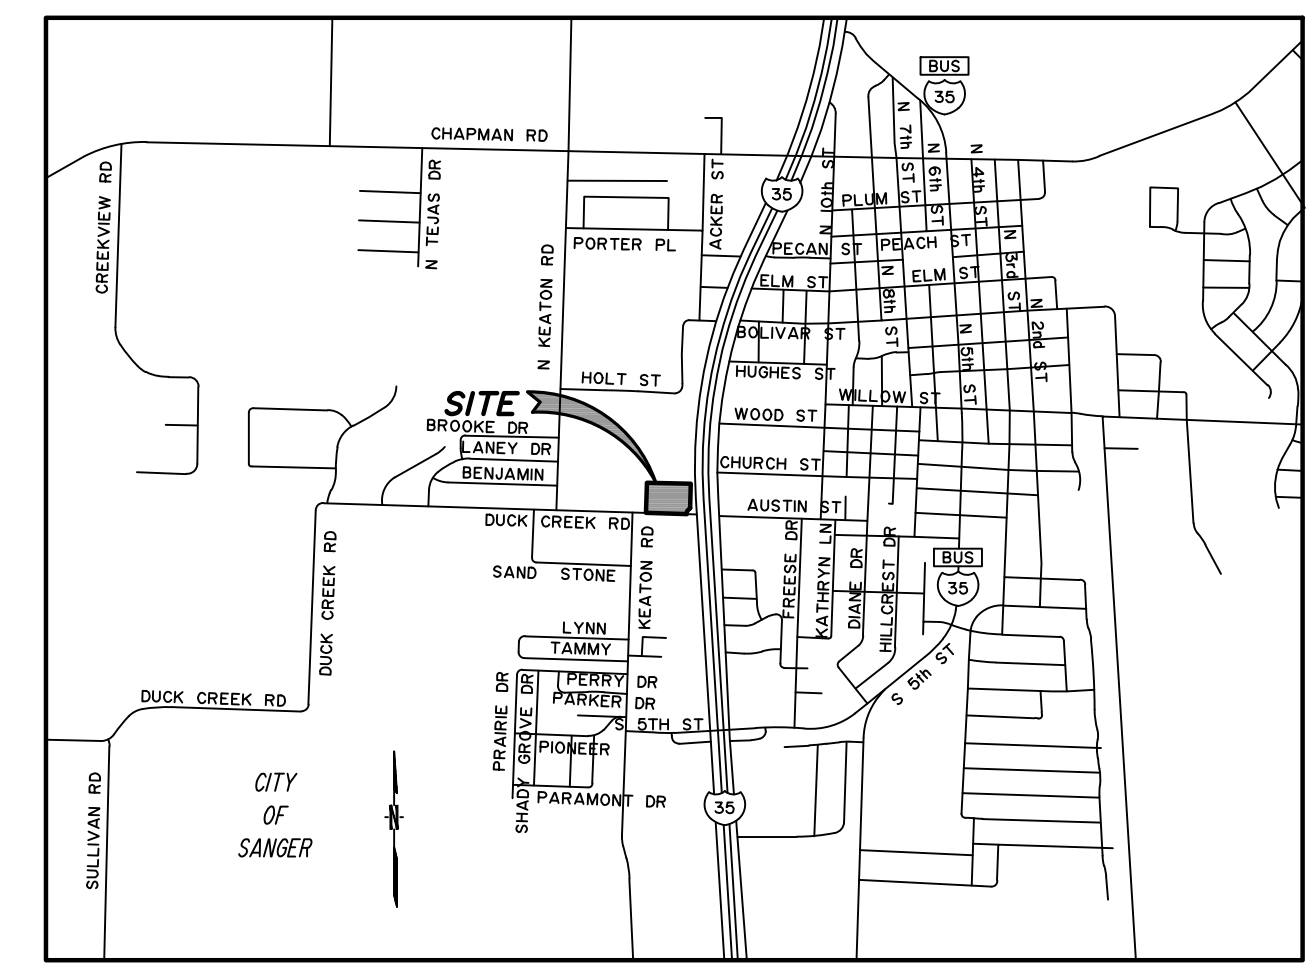 BUS
35
CHAPMAN RD
N 7th ST
N 6th ST
N 4th ST
CREEKVIEW RD
N TEJAS DR
ACKER ST
N 10th ST
35
PLUM ST
PORTER PL
PECAN ST
PEACH ST
N 3rd ST
N KEATON RD
ELM ST
N 8th ST
ELM ST
BOLIVAR ST
N 5th ST
N 2nd ST
HOLT ST
HUGHES ST
SITE
WILLOW ST
BROOKE DR
WOOD ST
LANEY DR
BENJAMIN
CHURCH ST
DUCK CREEK RD
AUSTIN ST
DUCK CREEK RD
SAND STONE
KEATON RD
FREESE DR
KATHRYN LN
DIANE DR
HILLCREST DR
BUS
35
LYNN
TAMMY
S 5th ST
DUCK CREEK RD
PRAIRIE DR
SHADY GROVE DR
PERRY DR
PARKER DR
S 5TH ST
PIONEER
PARAMONT DR
35
SULLIVAN RD
CITY
OF
SANGER
N